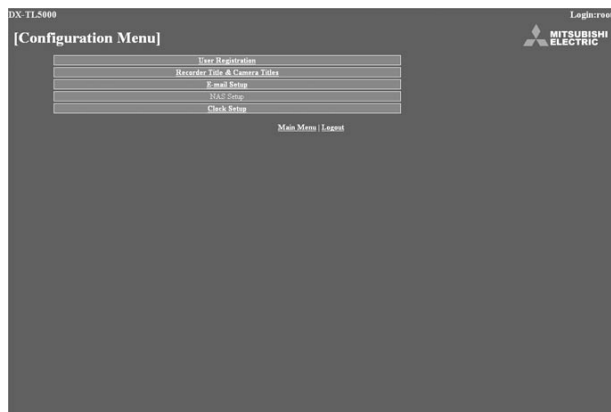 DX-TL5000
Login:roo
[Configuration Menu]
MITSUBISHI
ELECTRIC
User Registration
Recorder Title & Camera Titles
E-mail Setup
NAS Setup
Clock Setup
Main Menu | Logout